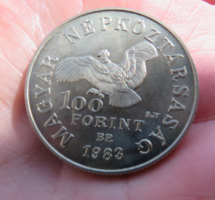 MAGYAR NÉPKÖZTÁRSASÁG
100
FORINT
BP.
1983